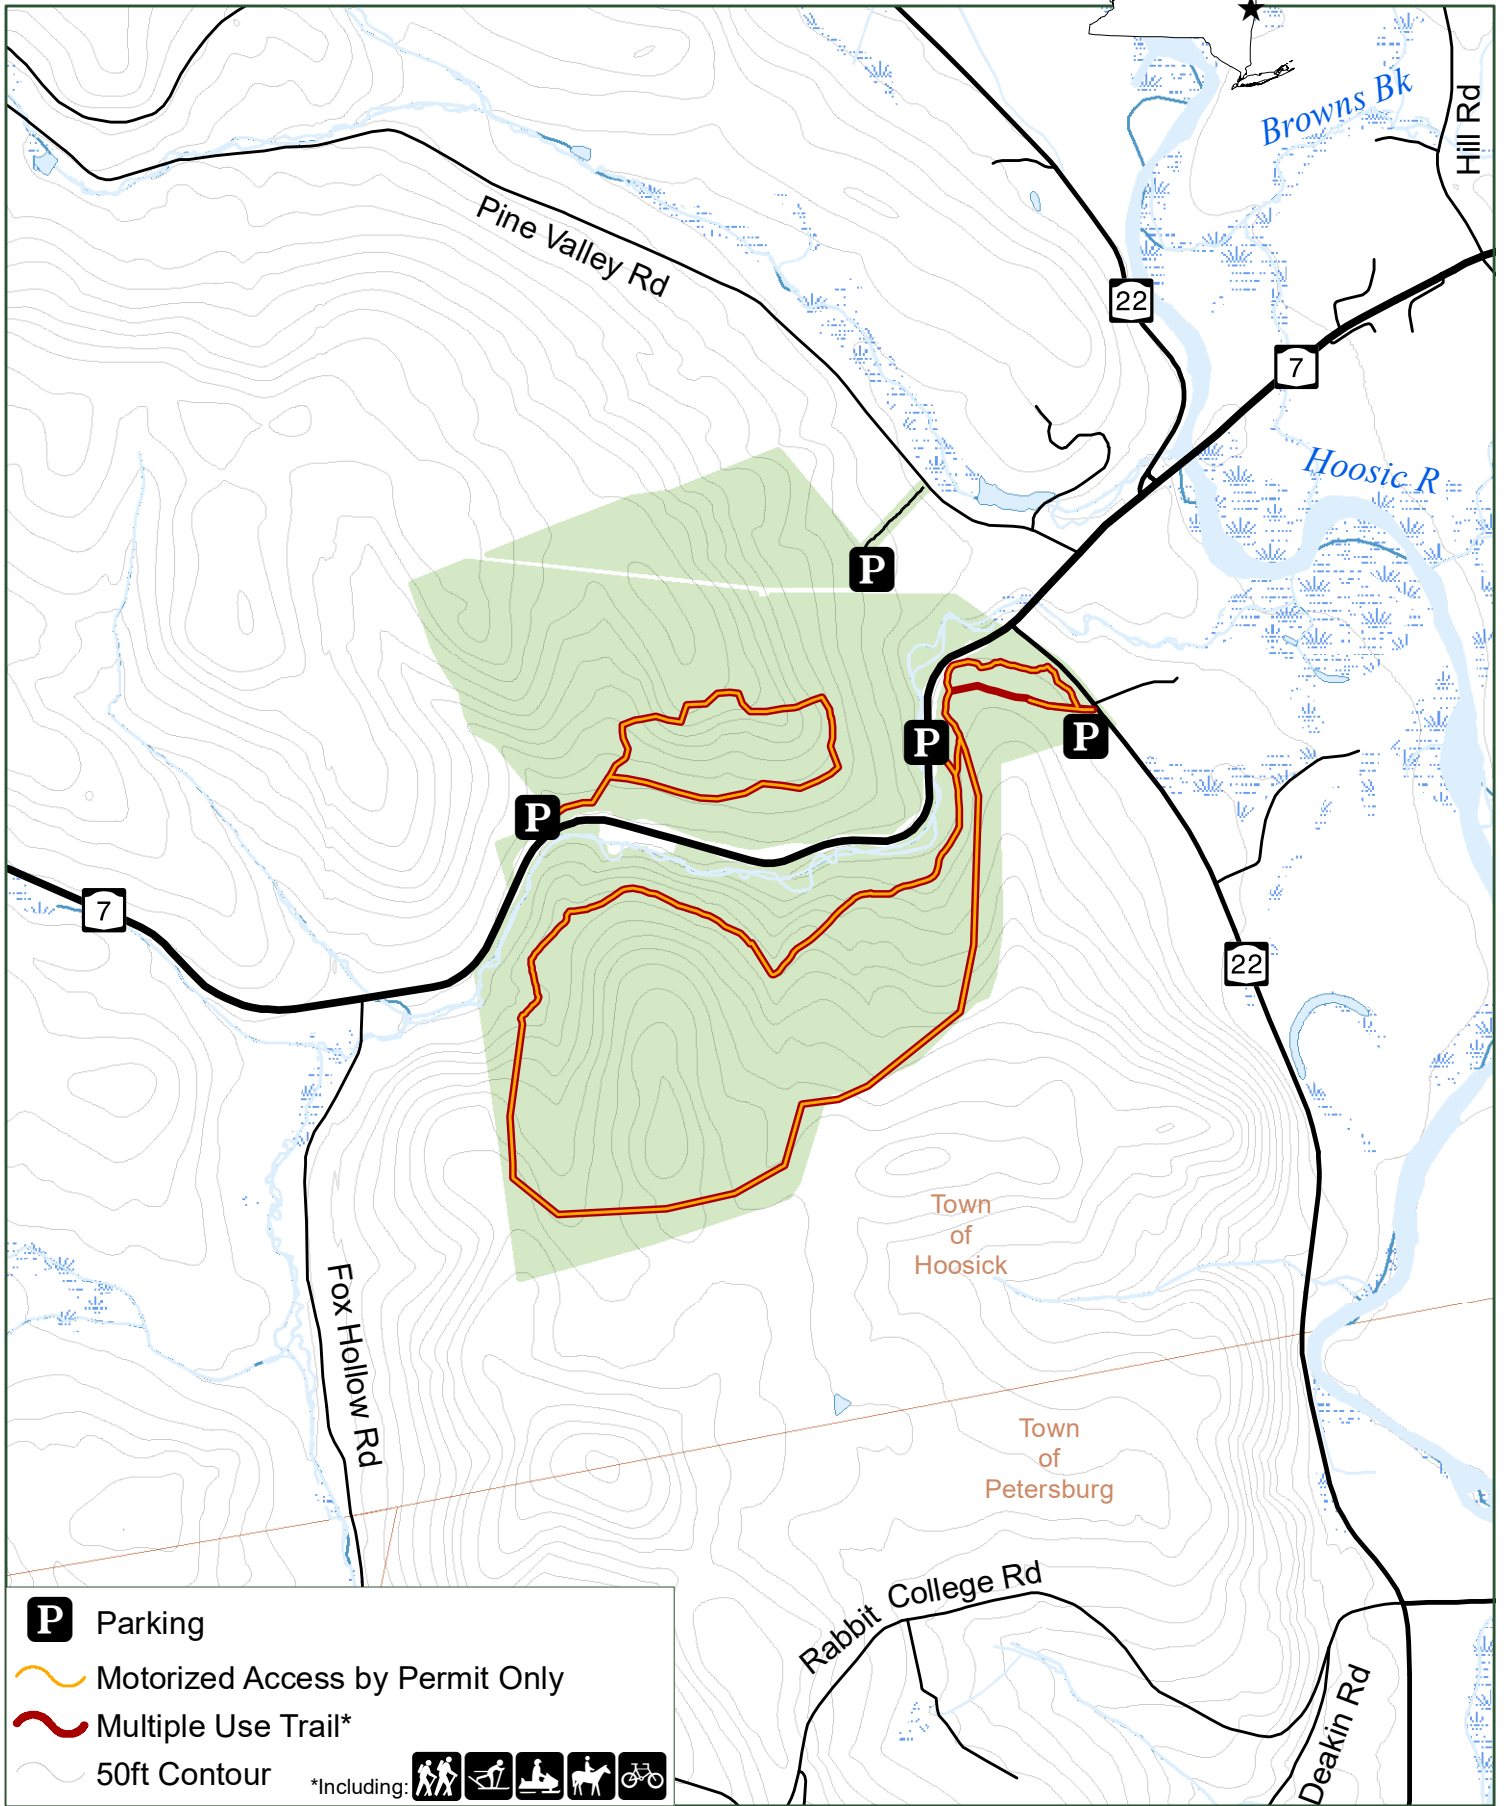 Browns Bk
Hill Rd
Pine Valley Rd
22
7
Hoosic R
P
P
P
P
7
22
Town
of
Hoosick
Fox Hollow Rd
Town
of
Petersburg
Rabbit College Rd
Deakin Rd
P Parking
Motorized Access by Permit Only
Multiple Use Trail*
50ft Contour
*Including: